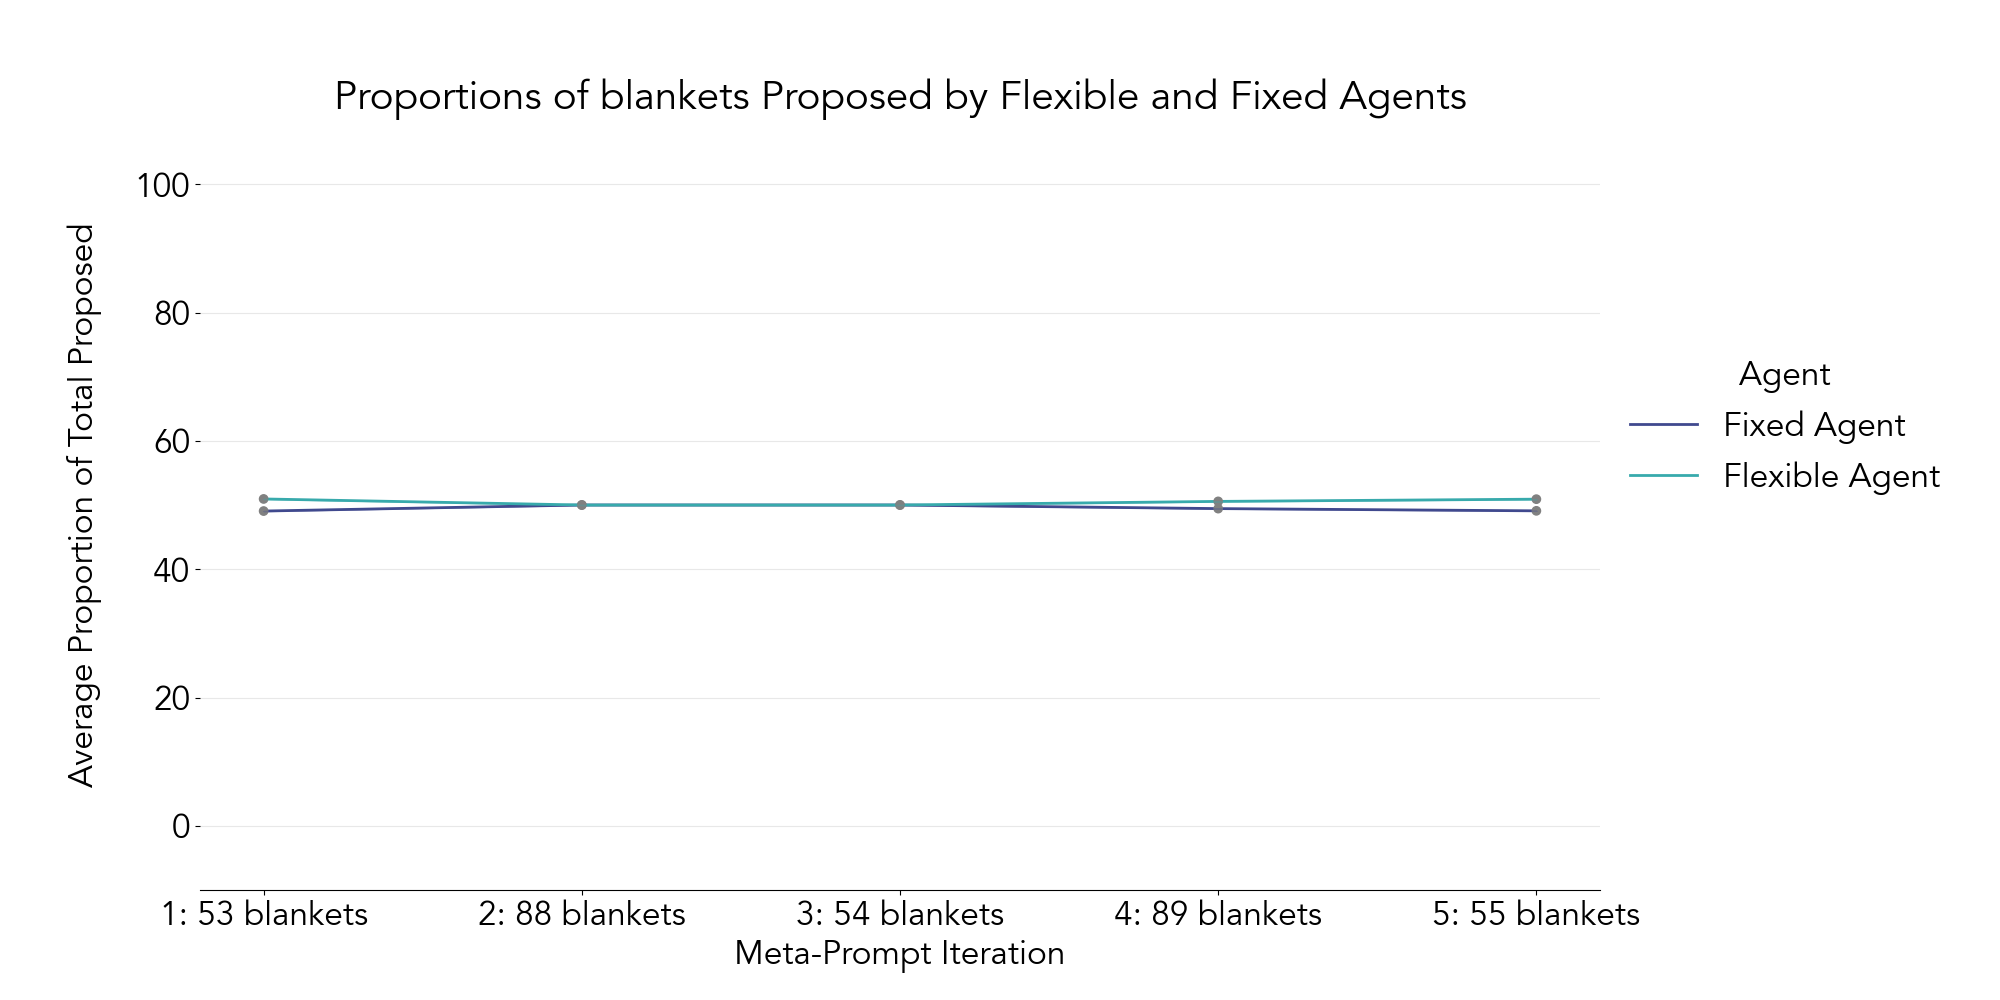 Proportions of blankets Proposed by Flexible and Fixed Agents
Average Proportion of Total Proposed
100
80
60
40
20
0
1: 53 blankets
2: 88 blankets
3: 54 blankets
4: 89 blankets
5: 55 blankets
Meta-Prompt Iteration
Agent
Fixed Agent
Flexible Agent